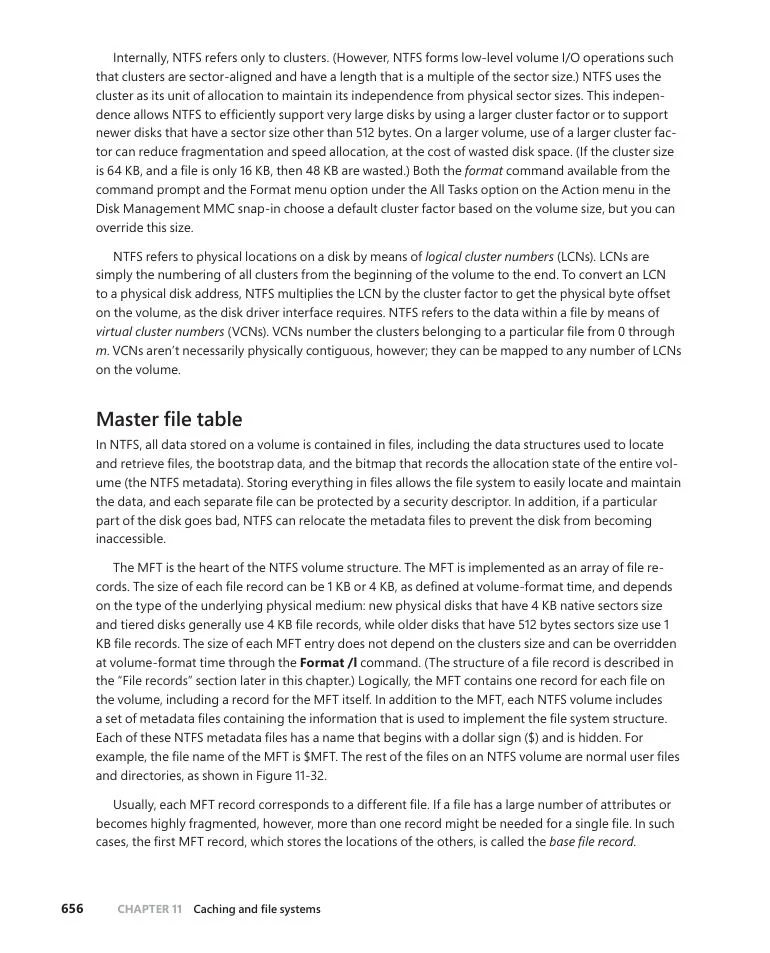 Internally, NTFS refers only to clusters. (However, NTFS forms low-level volume I/O operations such
that clusters are sector-aligned and have a length that is a multiple of the sector size.) NTFS uses the
cluster as its unit of allocation to maintain its independence from physical sector sizes. This indepen-
dence allows NTFS to efficiently support very large disks by using a larger cluster factor or to support
newer disks that have a sector size other than 512 bytes. On a larger volume, use of a larger cluster fac-
tor can reduce fragmentation and speed allocation, at the cost of wasted disk space. (If the cluster size
is 64 KB, and a file is only 16 KB, then 48 KB are wasted.) Both the format command available from the
command prompt and the Format menu option under the All Tasks option on the Action menu in the
Disk Management MMC snap-in choose a default cluster factor based on the volume size, but you can
override this size.
NTFS refers to physical locations on a disk by means of logical cluster numbers (LCNs). LCNs are
simply the numbering of all clusters from the beginning of the volume to the end. To convert an LCN
to a physical disk address, NTFS multiplies the LCN by the cluster factor to get the physical byte offset
on the volume, as the disk driver interface requires. NTFS refers to the data within a file by means of
virtual cluster numbers (VCNs). VCNs number the clusters belonging to a particular file from 0 through
m. VCNs aren't necessarily physically contiguous, however; they can be mapped to any number of LCNs
on the volume.
Master file table
In NTFS, all data stored on a volume is contained in files, including the data structures used to locate
and retrieve files, the bootstrap data, and the bitmap that records the allocation state of the entire vol-
ume (the NTFS metadata). Storing everything in files allows the file system to easily locate and maintain
the data, and each separate file can be protected by a security descriptor. In addition, if a particular
part of the disk goes bad, NTFS can relocate the metadata files to prevent the disk from becoming
inaccessible.
The MFT is the heart of the NTFS volume structure. The MFT is implemented as an array of file re-
cords. The size of each file record can be 1 KB or 4 KB, as defined at volume-format time, and depends
on the type of the underlying physical medium: new physical disks that have 4 KB native sectors size
and tiered disks generally use 4 KB file records, while older disks that have 512 bytes sectors size use 1
KB file records. The size of each MFT entry does not depend on the clusters size and can be overridden
at volume-format time through the Format /l command. (The structure of a file record is described in
the “File records” section later in this chapter.) Logically, the MFT contains one record for each file on
the volume, including a record for the MFT itself. In addition to the MFT, each NTFS volume includes
a set of metadata files containing the information that is used to implement the file system structure.
Each of these NTFS metadata files has a name that begins with a dollar sign ($) and is hidden. For
example, the file name of the MFT is $MFT. The rest of the files on an NTFS volume are normal user files
and directories, as shown in Figure 11-32.
Usually, each MFT record corresponds to a different file. If a file has a large number of attributes or
becomes highly fragmented, however, more than one record might be needed for a single file. In such
cases, the first MFT record, which stores the locations of the others, is called the base file record.
656 CHAPTER 11 Caching and file systems